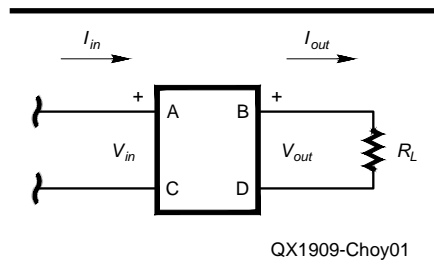 I_in I_out
+ +
A B
V_in V_out R_L
C D
QX1909-Choy01